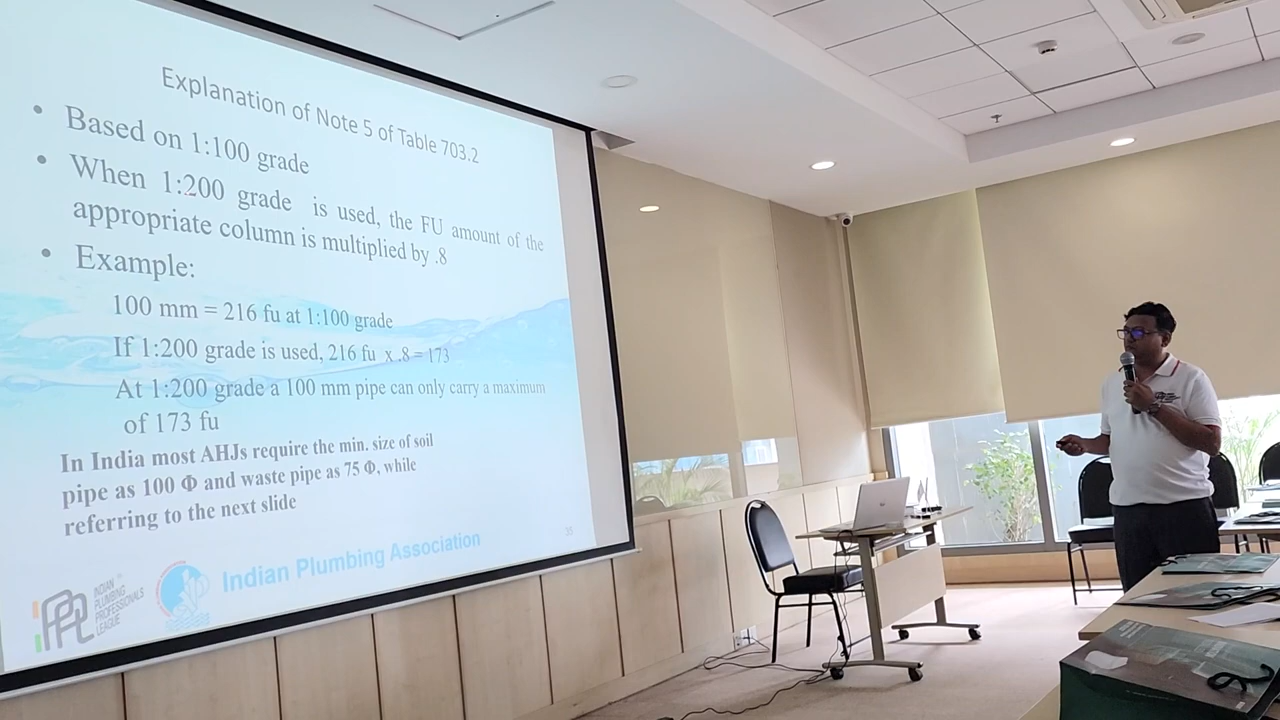 Explanation of Note 5 of Table 703.2
• Based on 1:100 grade
• When 1:200 grade is used, the FU amount of the
appropriate column is multiplied by .8
• Example:
100 mm = 216 fu at 1:100 grade
If 1:200 grade is used, 216 fu x .8 = 173
At 1:200 grade a 100 mm pipe can only carry a maximum
of 173 fu
In India most AHJs require the min. size of soil
pipe as 100 Φ and waste pipe as 75 Φ, while
referring to the next slide
35
IPPL
INDIAN
PLUMBING
PROFESSIONALS
LEAGUE
Indian Plumbing Association